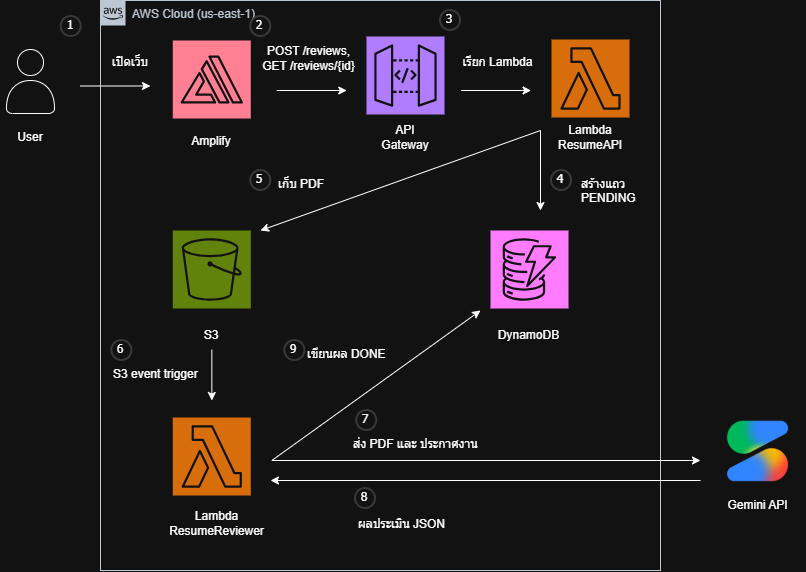 aws
AWS Cloud (us-east-1)
1
2
3
เปิดเว็บ
POST /reviews,
GET /reviews/{id}
เรียก Lambda
User
Amplify
API
Gateway
Lambda
ResumeAPI
5
เก็บ PDF
4
สร้างแถว
PENDING
S3
DynamoDB
6
S3 event trigger
9
เขียนผล DONE
7
ส่ง PDF และ ประกาศงาน
8
ผลประเมิน JSON
Lambda
ResumeReviewer
Gemini API